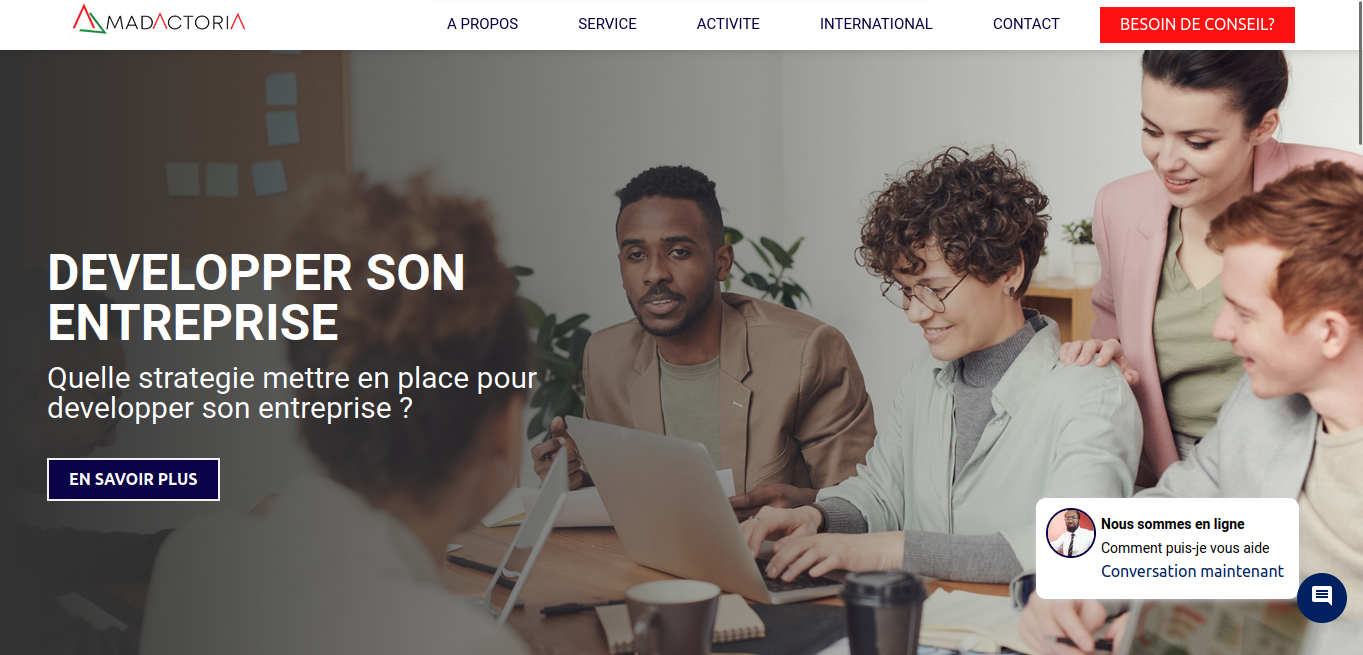 MADACTORIA
A PROPOS
SERVICE
ACTIVITE
INTERNATIONAL
CONTACT
BESOIN DE CONSEIL?
DEVELOPPER SON
ENTREPRISE
Quelle strategie mettre en place pour
developper son entreprise ?
EN SAVOIR PLUS
Nous sommes en ligne
Comment puis-je vous aide
Conversation maintenant